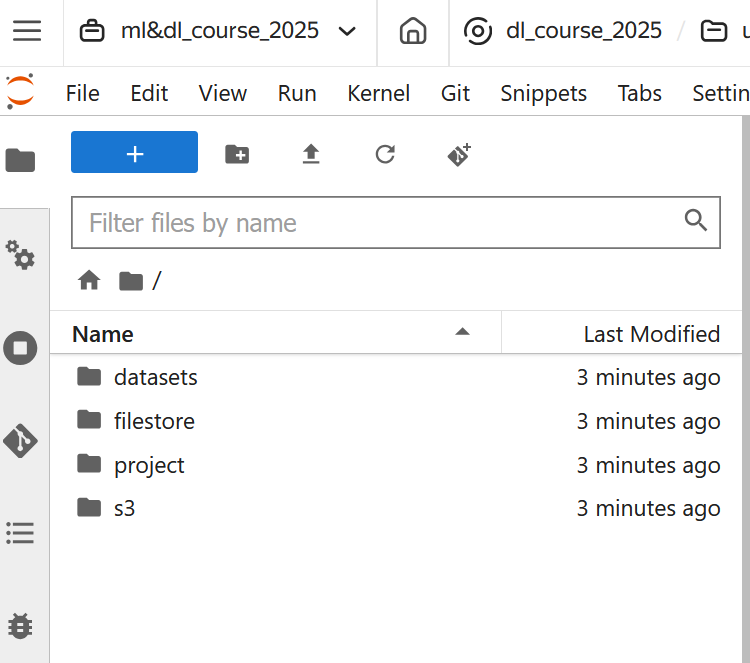 ml&dl_course_2025 dl_course_2025 /
File Edit View Run Kernel Git Snippets Tabs Settin
+
Filter files by name
/
Name Last Modified
datasets 3 minutes ago
filestore 3 minutes ago
project 3 minutes ago
s3 3 minutes ago